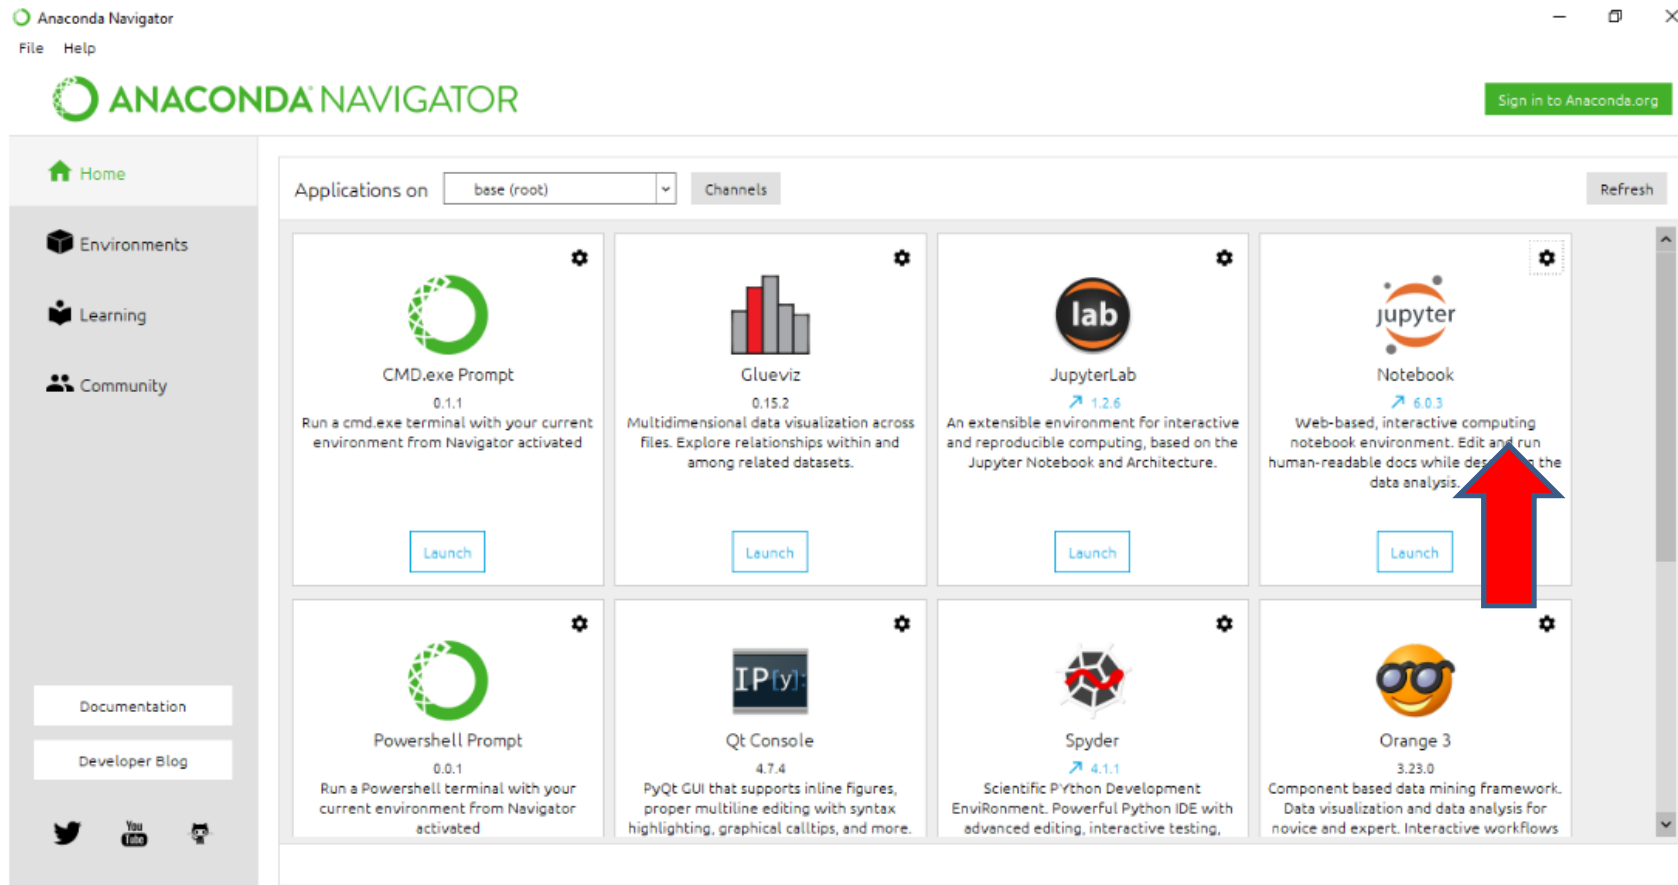 Anaconda Navigator
File Help
ANACONDA NAVIGATOR
Sign in to Anaconda.org
Home
Environments
Learning
Community
Documentation
Developer Blog
You
Tube
Applications on base (root) Channels Refresh
CMD.exe Prompt
0.1.1
Run a cmd.exe terminal with your current
environment from Navigator activated
Launch
Glueviz
0.15.2
Multidimensional data visualization across
files. Explore relationships within and
among related datasets.
Launch
lab
JupyterLab
1.2.6
An extensible environment for interactive
and reproducible computing, based on the
Jupyter Notebook and Architecture.
Launch
jupyter
Notebook
6.0.3
Web-based, interactive computing
notebook environment. Edit and run
human-readable docs while the
data analysis.
Launch
Powershell Prompt
0.0.1
Run a Powershell terminal with your
current environment from Navigator
activated
IP[y]:
Qt Console
4.7.4
PyQt GUI that supports inline figures,
proper multiline editing with syntax
highlighting, graphical calltips, and more.
Spyder
4.1.1
Scientific PYthon Development
EnviRonment. Powerful Python IDE with
advanced editing, interactive testing,
Orange 3
3.23.0
Component based data mining framework.
Data visualization and data analysis for
novice and expert. Interactive workflows